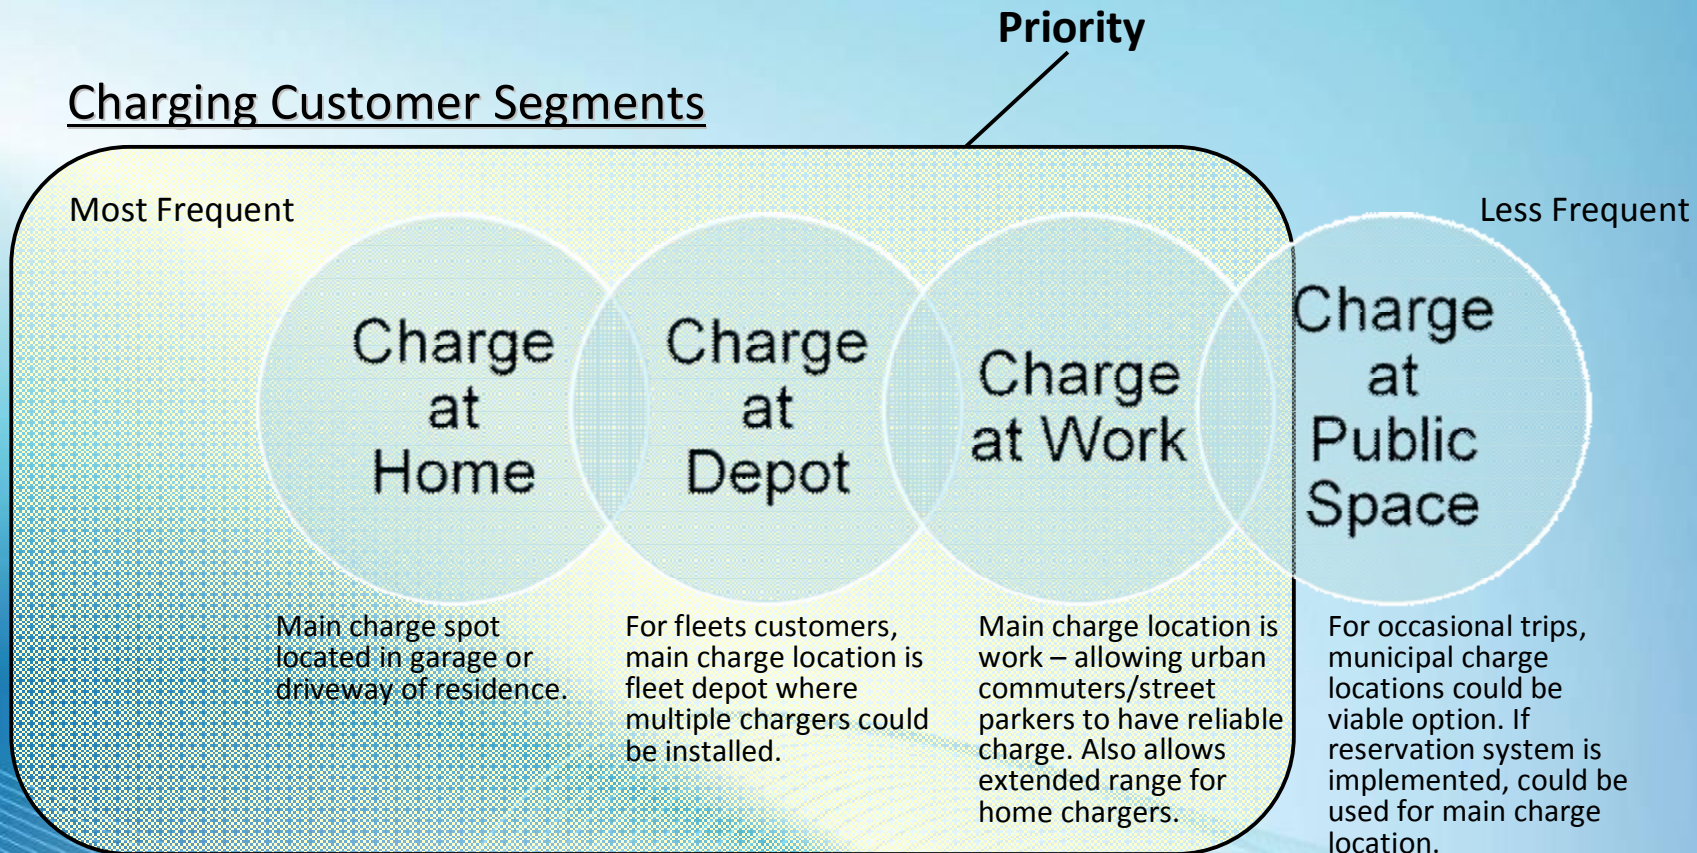 Priority
Charging Customer Segments
Most Frequent
Less Frequent
Charge
at
Home
Charge
at
Depot
Charge
at Work
Charge
at
Public
Space
Main charge spot
located in garage or
driveway of residence.
For fleets customers,
main charge location is
fleet depot where
multiple chargers could
be installed.
Main charge location is
work – allowing urban
commuters/street
parkers to have reliable
charge. Also allows
extended range for
home chargers.
For occasional trips,
municipal charge
locations could be
viable option. If
reservation system is
implemented, could be
used for main charge
location.